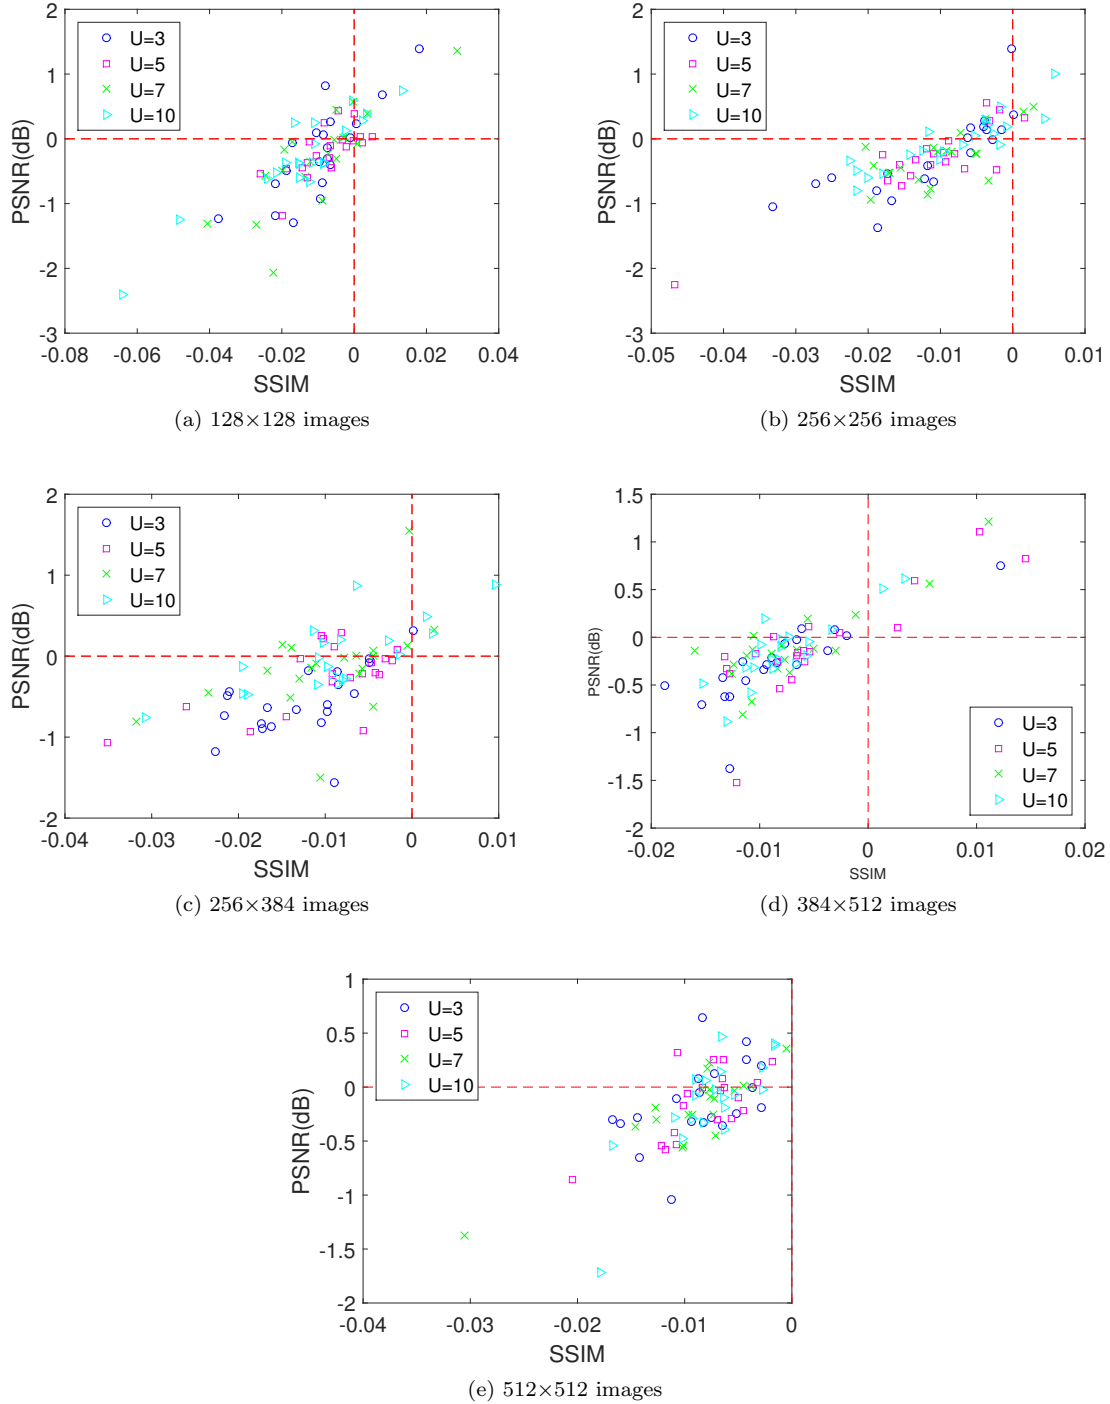 2
1
0
-1
-2
-3
PSNR(dB)
U=3
U=5
U=7
U=10
-0.08 -0.06 -0.04 -0.02 0 0.02 0.04
SSIM
(a) 128×128 images
2
1
0
-1
-2
-3
PSNR(dB)
U=3
U=5
U=7
U=10
-0.05 -0.04 -0.03 -0.02 -0.01 0 0.01
SSIM
(b) 256×256 images
2
1
0
-1
-2
PSNR(dB)
U=3
U=5
U=7
U=10
-0.04 -0.03 -0.02 -0.01 0 0.01
SSIM
(c) 256×384 images
1.5
1
0.5
0
-0.5
-1
-1.5
-2
PSNR(dB)
U=3
U=5
U=7
U=10
-0.02 -0.01 0 0.01 0.02
SSIM
(d) 384×512 images
1
0.5
0
-0.5
-1
-1.5
-2
PSNR(dB)
U=3
U=5
U=7
U=10
-0.04 -0.03 -0.02 -0.01 0
SSIM
(e) 512×512 images